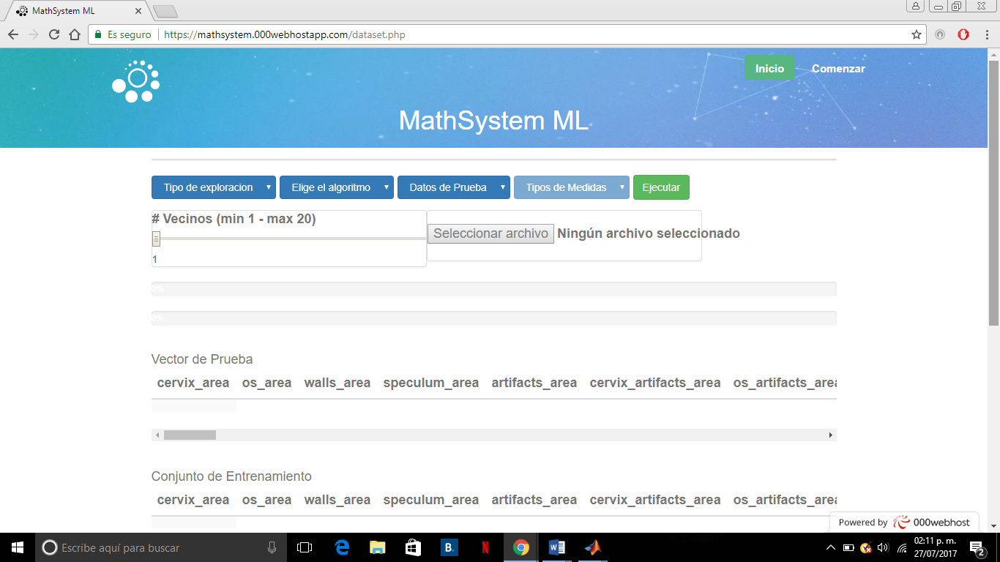 MathSystem ML
Es seguro https://mathsystem.000webhostapp.com/dataset.php
Inicio Comenzar
MathSystem ML
Tipo de exploracion Elige el algoritmo Datos de Prueba Tipos de Medidas Ejecutar
# Vecinos (min 1 - max 20)
Seleccionar archivo Ningún archivo seleccionado
1
0%
0%
Vector de Prueba
cervix_area os_area walls_area speculum_area artifacts_area cervix_artifacts_area os_artifacts_area
Conjunto de Entrenamiento
cervix_area os_area walls_area speculum_area artifacts_area cervix_artifacts_area os_artifacts_area
Powered by 000webhost
Escribe aquí para buscar
B.
N
W
02:11 p. m.
27/07/2017
2